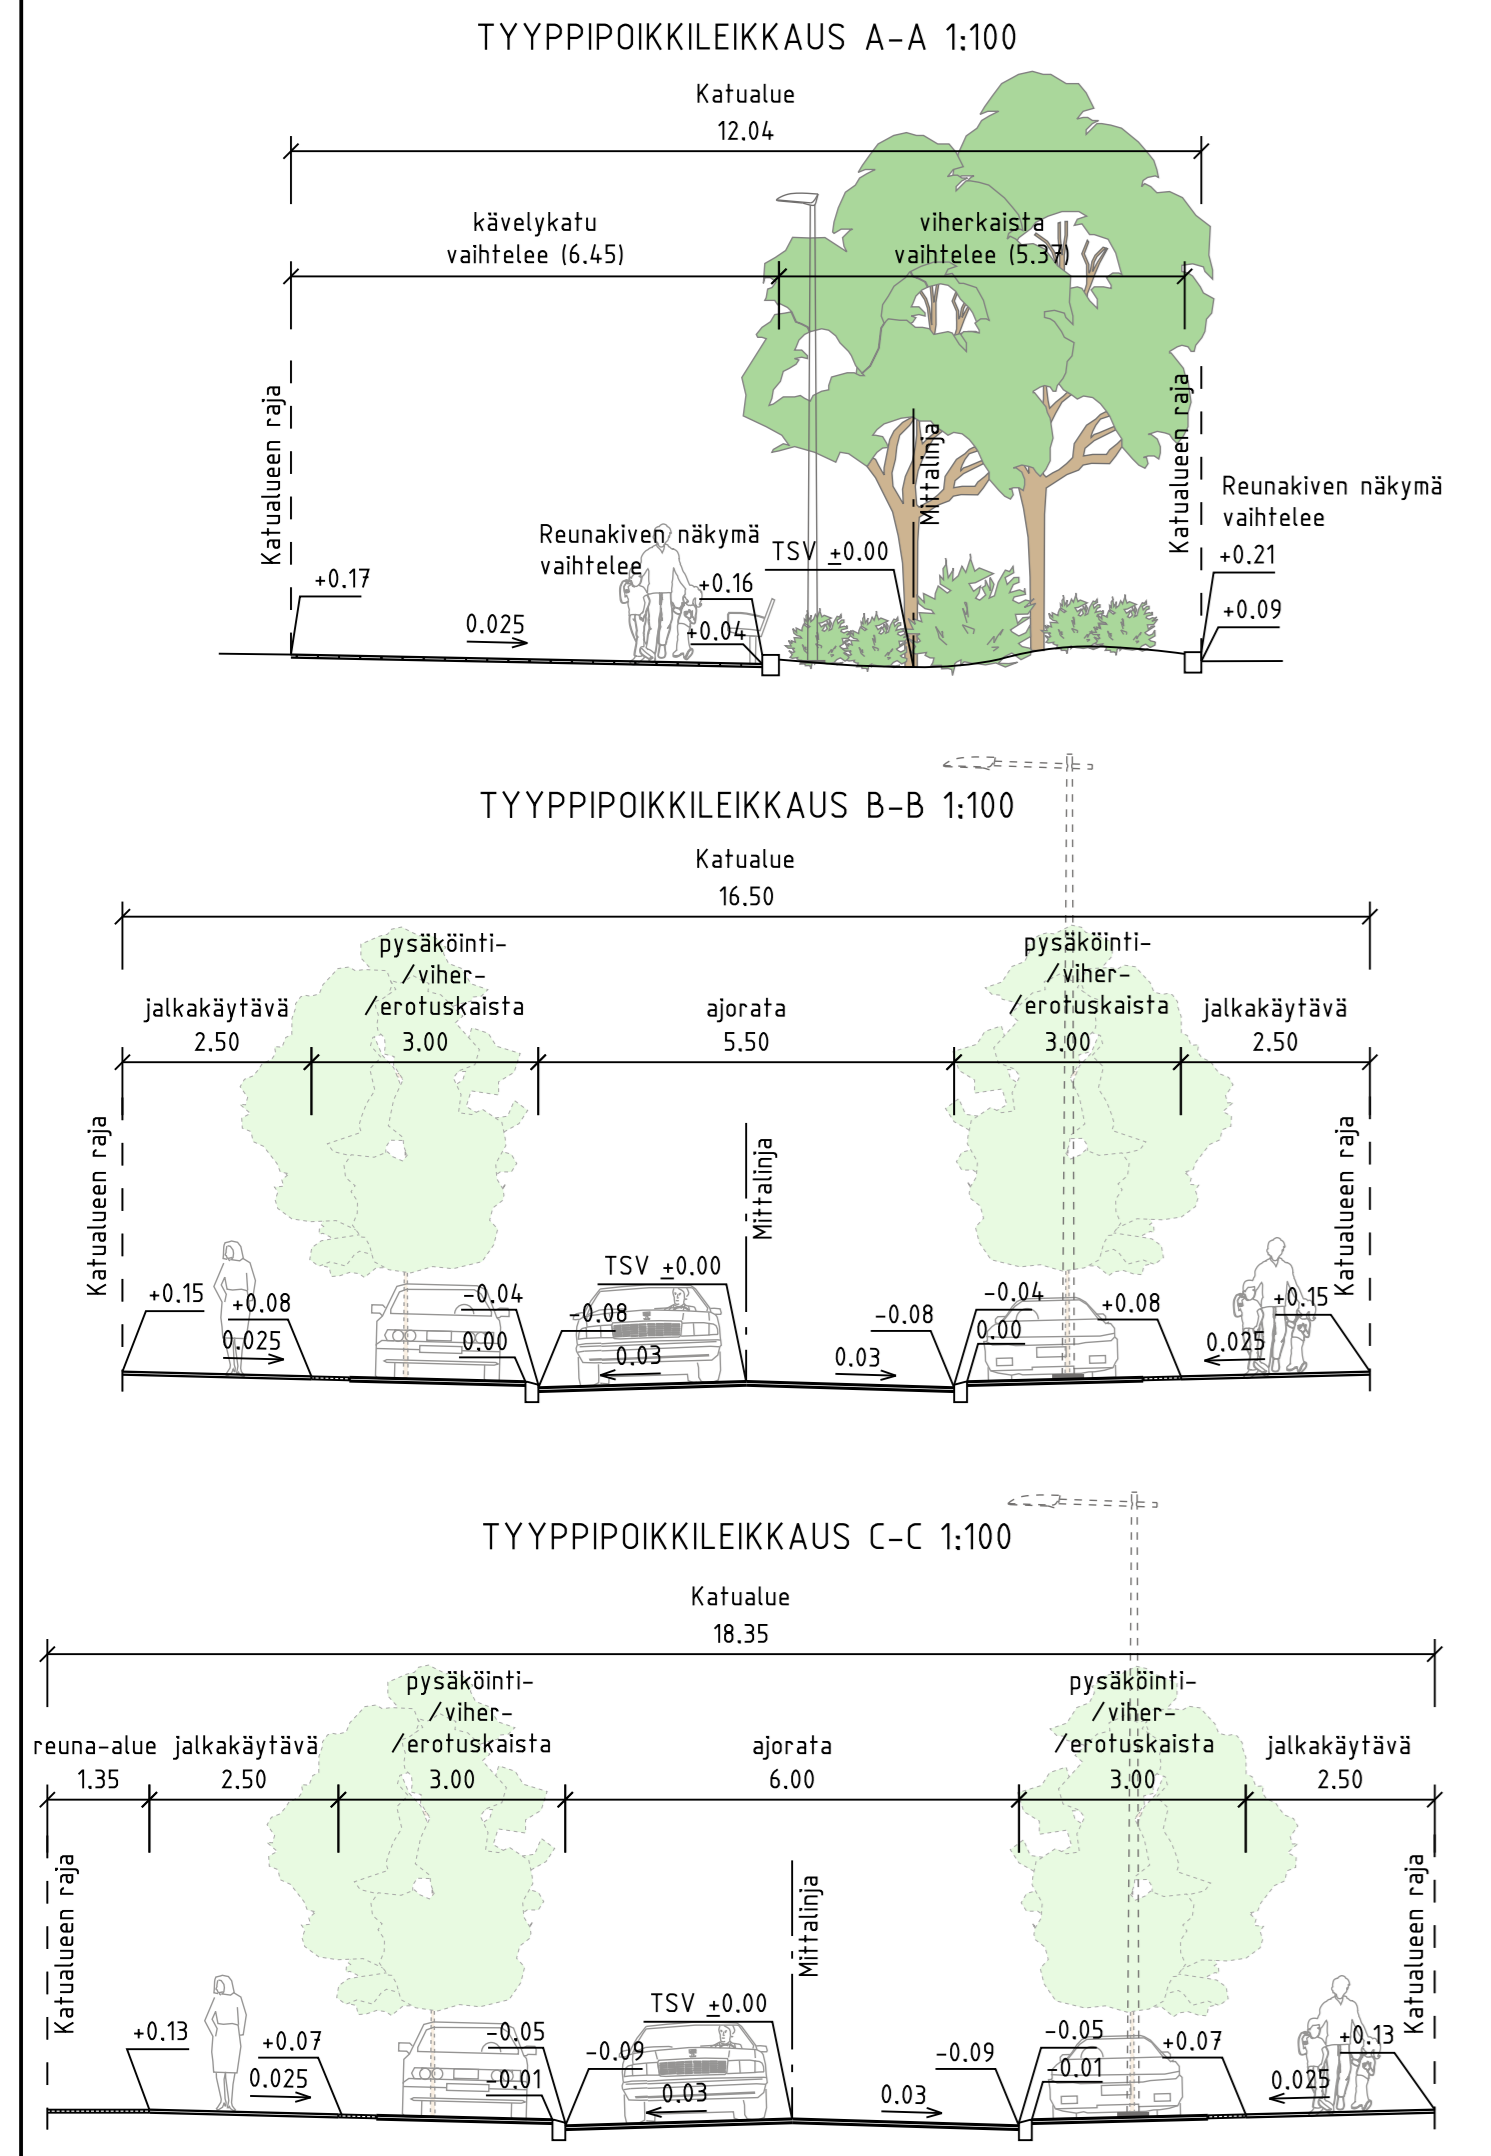 TYYPPIPOIKKILEIKKAUS A-A 1:100
Katualue
12.04
kävelykatu
vaihtelee (6.45)
viherkaista
vaihtelee (5.37)
Katualueen raja
Mittalinja
Katualueen raja
Reunakiven näkymä
vaihtelee
Reunakiven näkymä
vaihtelee
TSV ±0.00
+0.17
+0.16
+0.21
0.025
+0.04
+0.09
TYYPPIPOIKKILEIKKAUS B-B 1:100
Katualue
16.50
jalkakäytävä
2.50
pysäköinti-
/viher-
/erotuskaista
3.00
ajorata
5.50
pysäköinti-
/viher-
/erotuskaista
3.00
jalkakäytävä
2.50
Katualueen raja
Mittalinja
Katualueen raja
TSV ±0.00
+0.15
+0.08
-0.04
-0.08
-0.08
-0.04
+0.08
+0.15
0.025
0.00
0.03
0.03
0.00
0.025
TYYPPIPOIKKILEIKKAUS C-C 1:100
Katualue
18.35
reuna-alue
1.35
jalkakäytävä
2.50
pysäköinti-
/viher-
/erotuskaista
3.00
ajorata
6.00
pysäköinti-
/viher-
/erotuskaista
3.00
jalkakäytävä
2.50
Katualueen raja
Mittalinja
Katualueen raja
TSV ±0.00
+0.13
+0.07
-0.05
-0.09
-0.09
-0.05
+0.07
+0.13
0.025
-0.01
0.03
0.03
-0.01
0.025